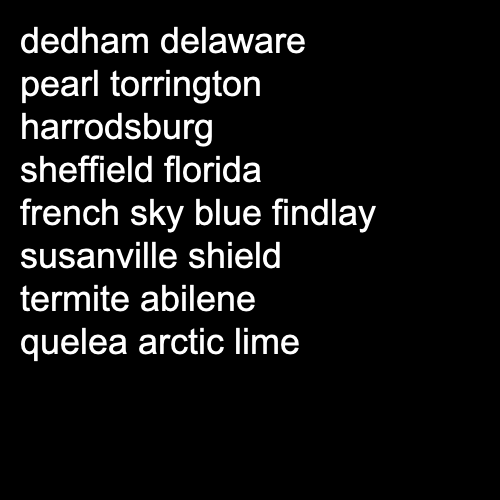 dedham delaware
pearl torrington
harrodsburg
sheffield florida
french sky blue findlay
susanville shield
termite abilene
quelea arctic lime